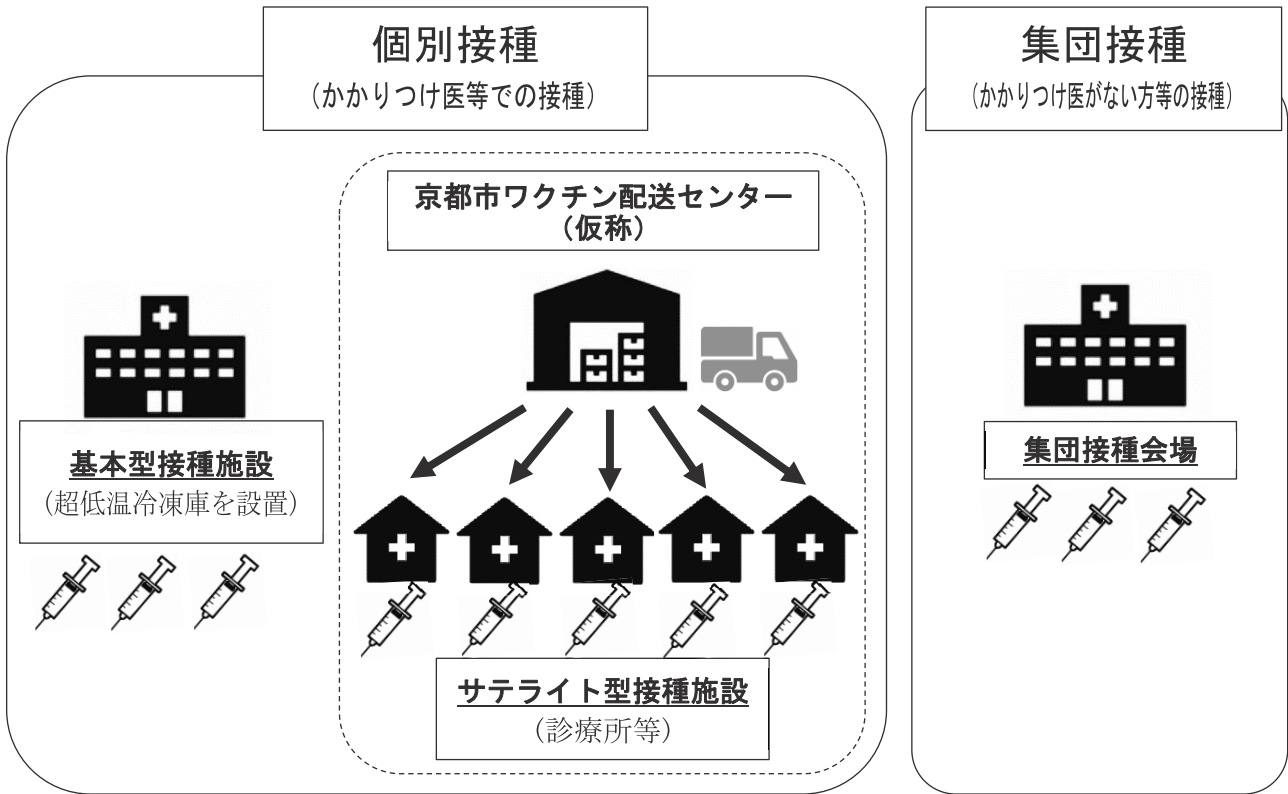 個別接種
（かかりつけ医等での接種）
京都市ワクチン配送センター
（仮称）
基本型接種施設
（超低温冷凍庫を設置）
サテライト型接種施設
（診療所等）
集団接種
（かかりつけ医がない方等の接種）
集団接種会場